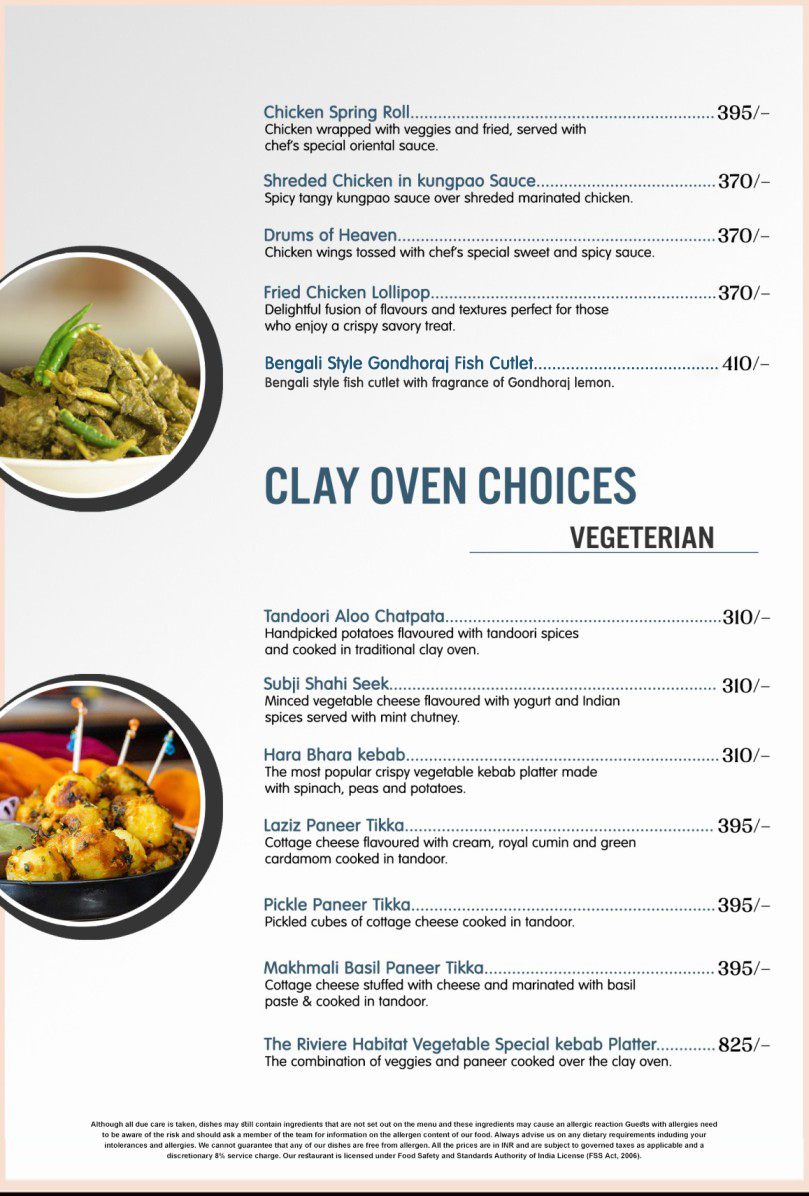 Chicken Spring Roll........................................................................395/–
Chicken wrapped with veggies and fried, served with
chef's special oriental sauce.
Shreded Chicken in kungpao Sauce..........................................370/–
Spicy tangy kungpao sauce over shreded marinated chicken.
Drums of Heaven...........................................................................370/–
Chicken wings tossed with chef's special sweet and spicy sauce.
Fried Chicken Lollipop...................................................................370/–
Delightful fusion of flavours and textures perfect for those
who enjoy a crispy savory treat.
Bengali Style Gondhoraj Fish Cutlet.......................................... 410/–
Bengali style fish cutlet with fragrance of Gondhoraj lemon.
CLAY OVEN CHOICES
VEGETERIAN
Tandoori Aloo Chatpata................................................................310/–
Handpicked potatoes flavoured with tandoori spices
and cooked in traditional clay oven.
Subji Shahi Seek............................................................................. 310/–
Minced vegetable cheese flavoured with yogurt and Indian
spices served with mint chutney.
Hara Bhara kebab..........................................................................310/–
The most popular crispy vegetable kebab platter made
with spinach, peas and potatoes.
Laziz Paneer Tikka......................................................................... 395/–
Cottage cheese flavoured with cream, royal cumin and green
cardamom cooked in tandoor.
Pickle Paneer Tikka........................................................................395/–
Pickled cubes of cottage cheese cooked in tandoor.
Makhmali Basil Paneer Tikka.......................................................395/–
Cottage cheese stuffed with cheese and marinated with basil
paste & cooked in tandoor.
The Riviere Habitat Vegetable Special kebab Platter..............825/–
The combination of veggies and paneer cooked over the clay oven.
Although all due care is taken, dishes may still contain ingredients that are not set out on the menu and these ingredients may cause an allergic reaction Guests with allergies need
to be aware of the risk and should ask a member of the team for information on the allergen content of our food. Always advise us on any dietary requirements including your
intolerances and allergies. We cannot guarantee that any of our dishes are free from allergen. All the prices are in INR and are subject to governed taxes as applicable and a
discretionary 8% service charge. Our restaurant is licensed under Food Safety and Standards Authority of India License (FSS Act, 2006).